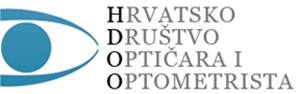 HRVATSKO
DRUŠTVO
OPTIČARA I
OPTOMETRISTA